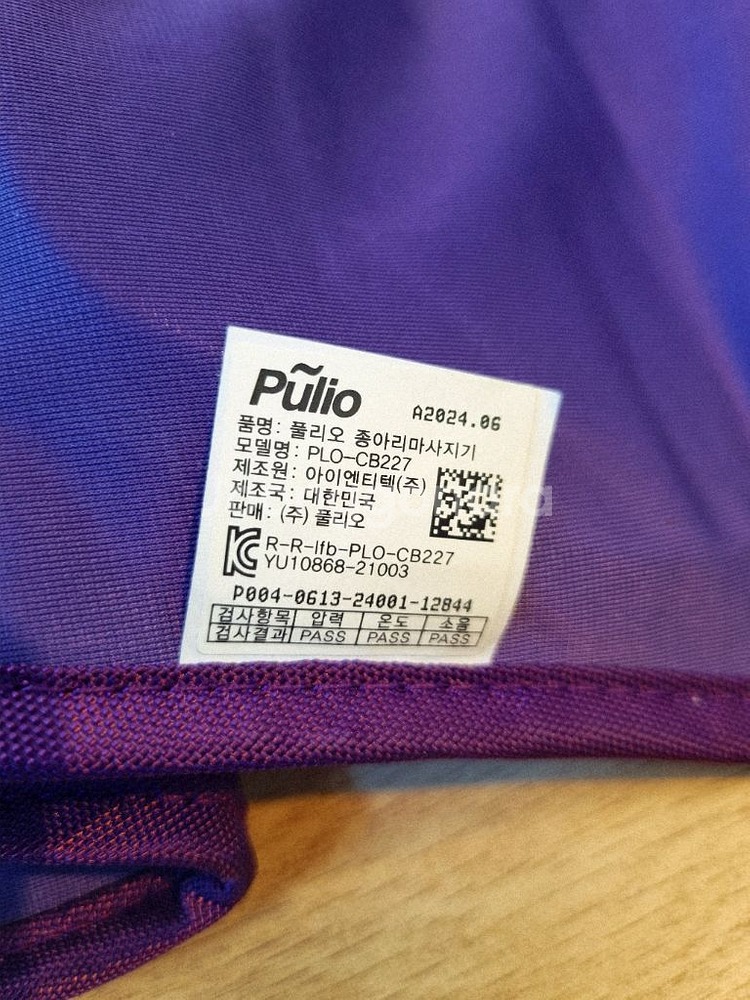 Pulio
A2024.06
품명: 풀리오 종아리마사지기
모델명: PLO-CB227
제조원: 아이엔티텍(주)
제조국: 대한민국
판매: (주) 풀리오
R-R-Ifb-PLO-CB227
YU10868-21003
P004-0613-24001-12844
검사항목 압력 온도 소음
검사결과 PASS PASS PASS